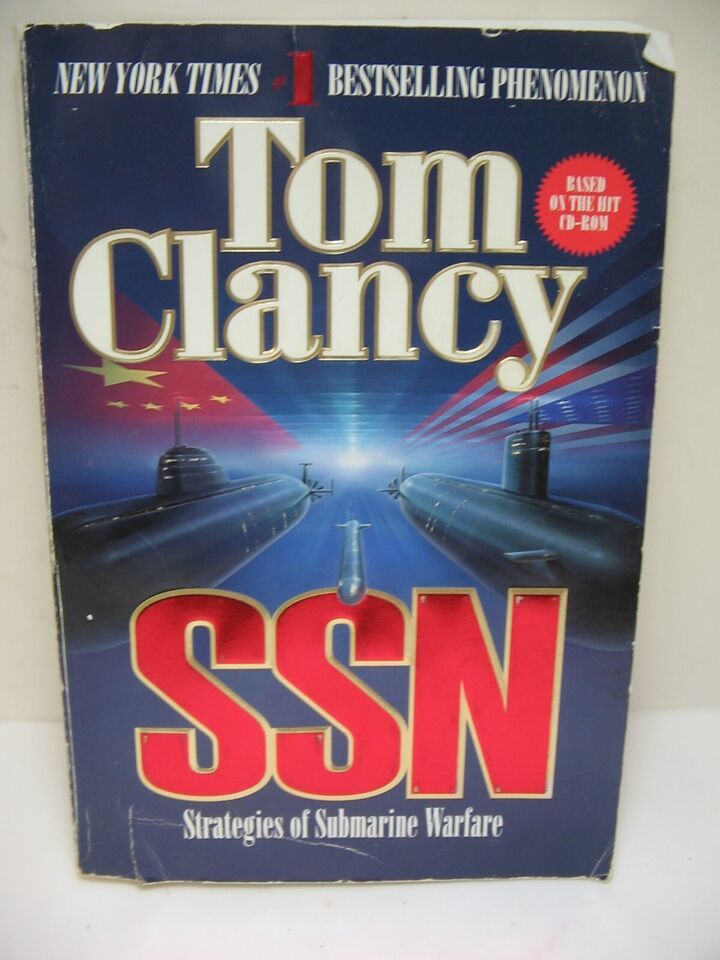 NEW YORK TIMES #1 BESTSELLING PHENOMENON
Tom
Clancy
BASED
ON THE HIT
CD-ROM
SSN
Strategies of Submarine Warfare